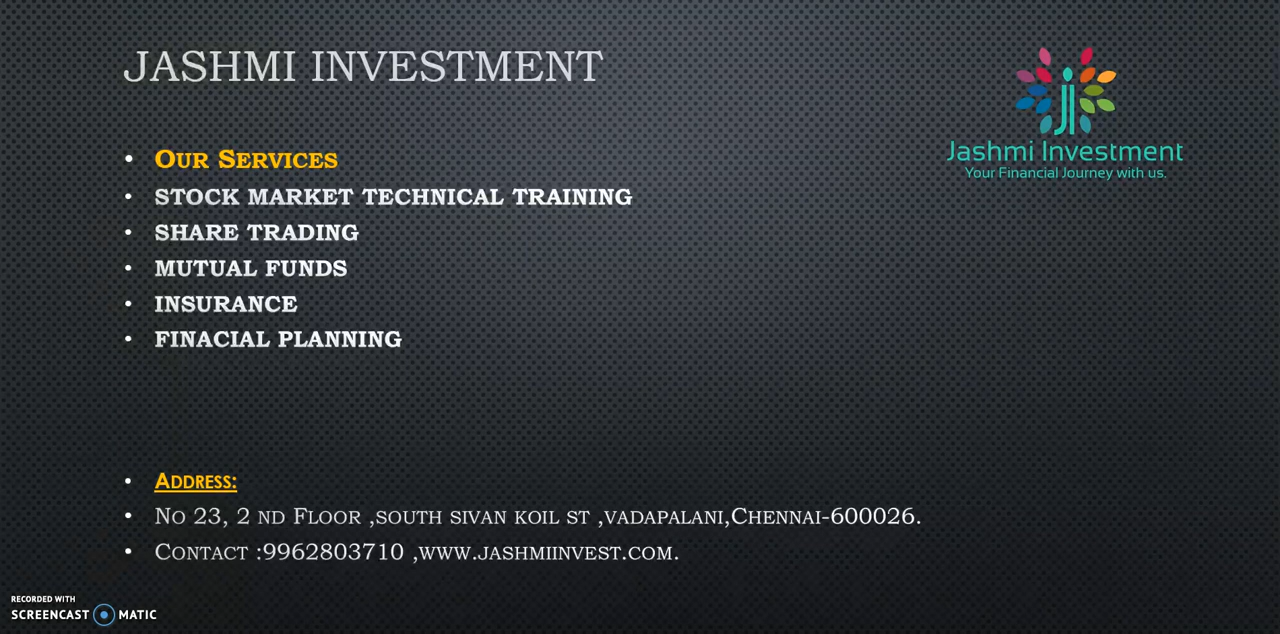 JASHMI INVESTMENT
Jashmi Investment
Your Financial Journey with us.
• OUR SERVICES
• STOCK MARKET TECHNICAL TRAINING
• SHARE TRADING
• MUTUAL FUNDS
• INSURANCE
• FINACIAL PLANNING
• ADDRESS:
• NO 23, 2 ND FLOOR ,SOUTH SIVAN KOIL ST ,VADAPALANI,CHENNAI-600026.
• CONTACT :9962803710 ,WWW.JASHMIINVEST.COM.
RECORDED WITH
SCREENCAST MATIC